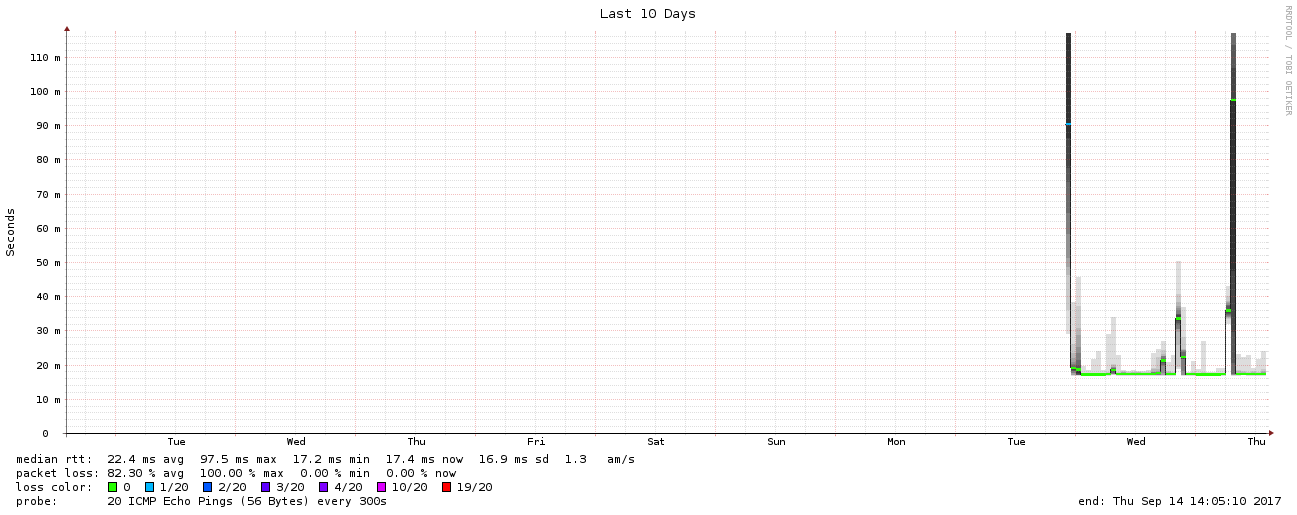 Last 10 Days
RRDTOOL / TOBI OETIKER
Seconds
110 m
100 m
90 m
80 m
70 m
60 m
50 m
40 m
30 m
20 m
10 m
0
Tue Wed Thu Fri Sat Sun Mon Tue Wed Thu
median rtt: 22.4 ms avg 97.5 ms max 17.2 ms min 17.4 ms now 16.9 ms sd 1.3 am/s
packet loss: 82.30 % avg 100.00 % max 0.00 % min 0.00 % now
loss color: 0 1/20 2/20 3/20 4/20 10/20 19/20
probe: 20 ICMP Echo Pings (56 Bytes) every 300s end: Thu Sep 14 14:05:10 2017